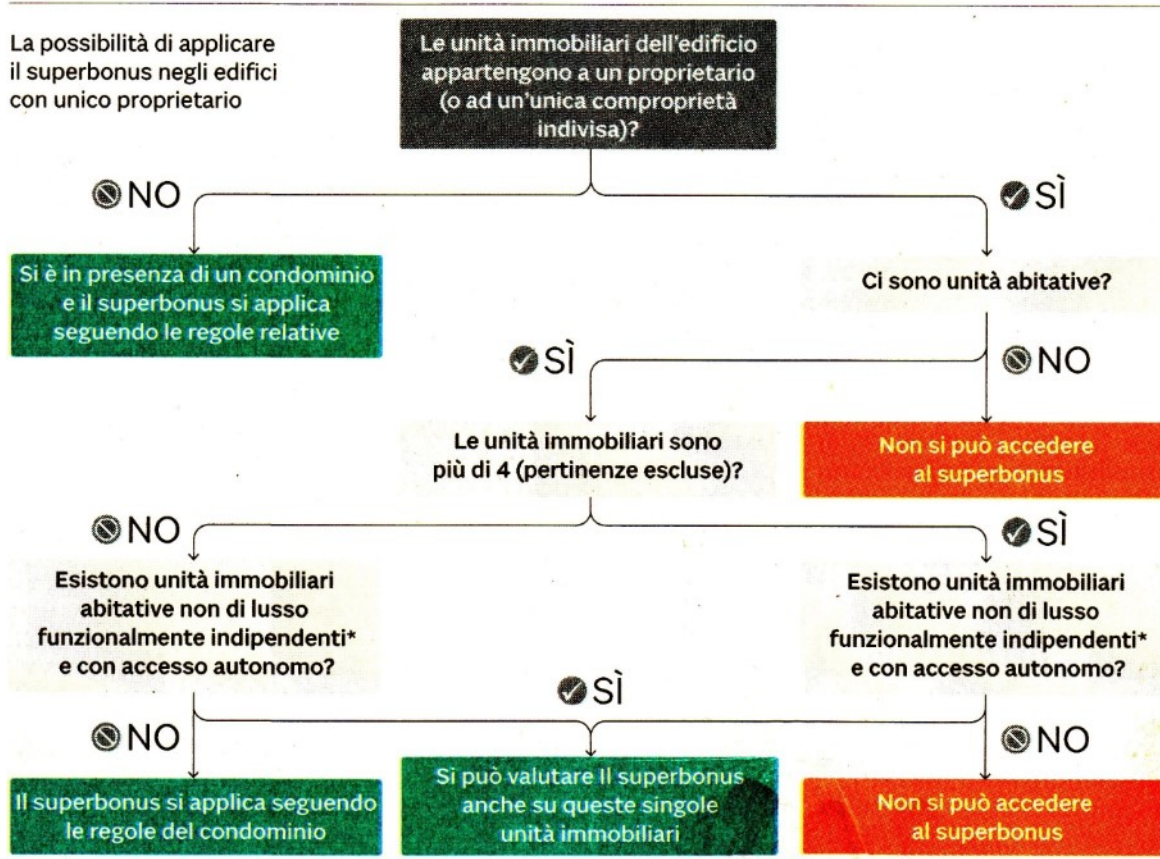 La possibilità di applicare
il superbonus negli edifici
con unico proprietario
Le unità immobiliari dell'edificio
appartengono a un proprietario
(o ad un'unica comproprietà
indivisa)?
NO
SÌ
Si è in presenza di un condominio
e il superbonus si applica
seguendo le regole relative
Ci sono unità abitative?
SÌ
NO
Le unità immobiliari sono
più di 4 (pertinenze escluse)?
Non si può accedere
al superbonus
NO
SÌ
Esistono unità immobiliari
abitative non di lusso
funzionalmente indipendenti*
e con accesso autonomo?
Esistono unità immobiliari
abitative non di lusso
funzionalmente indipendenti*
e con accesso autonomo?
SÌ
NO
NO
Il superbonus si applica seguendo
le regole del condominio
Si può valutare Il superbonus
anche su queste singole
unità immobiliari
Non si può accedere
al superbonus